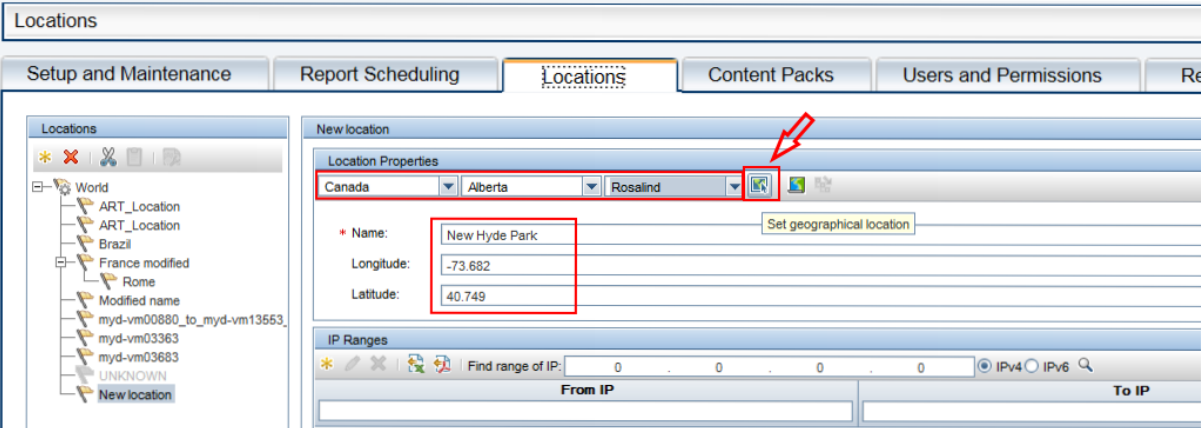 Locations
Setup and Maintenance Report Scheduling Locations Content Packs Users and Permissions Re
Locations
World
ART_Location
ART_Location
Brazil
France modified
Rome
Modified name
myd-vm00880_to_myd-vm13553_
myd-vm03363
myd-vm03683
UNKNOWN
New location
New location
Location Properties
Canada Alberta Rosalind
Set geographical location
* Name: New Hyde Park
Longitude: -73.682
Latitude: 40.749
IP Ranges
Find range of IP: 0 . 0 . 0 . 0 IPv4 IPv6
From IP To IP